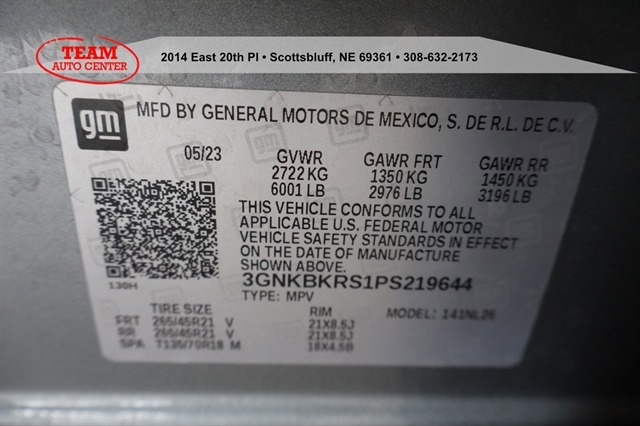 TEAM
AUTO CENTER
2014 East 20th Pl • Scottsbluff, NE 69361 • 308-632-2173
gm
MFD BY GENERAL MOTORS DE MEXICO, S. DE R.L. DE C.V.
05/23 GVWR GAWR FRT GAWR RR
2722 KG 1350 KG 1450 KG
6001 LB 2976 LB 3196 LB
THIS VEHICLE CONFORMS TO ALL
APPLICABLE U.S. FEDERAL MOTOR
VEHICLE SAFETY STANDARDS IN EFFECT
ON THE DATE OF MANUFACTURE
SHOWN ABOVE.
130H 3GNKBKRS1PS219644
TYPE: MPV
TIRE SIZE RIM MODEL: 141NL26
FRT 265/45R21 V 21X8.5J
RR 265/45R21 V 21X8.5J
SPA T135/70R18 M 18X4.5B